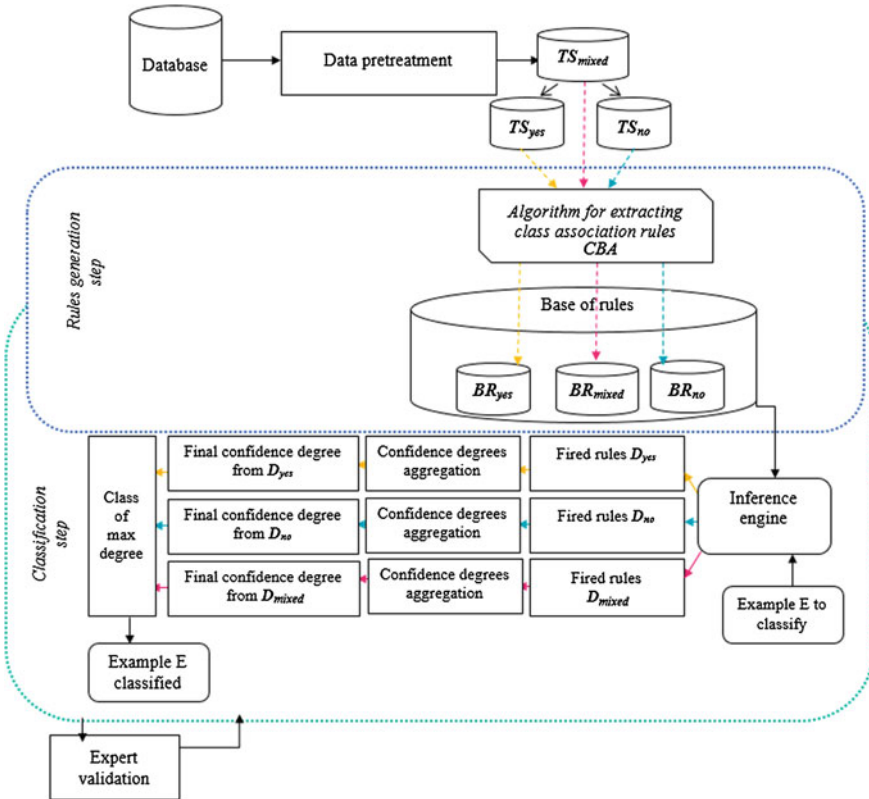 Database
Data pretreatment
TSmixed
TSyes
TSno
Rules generation
step
Algorithm for extracting
class association rules
CBA
Base of rules
BRyes
BRmixed
BRno
Classification
step
Class
of
max
degree
Final confidence degree
from Dyes
Confidence degrees
aggregation
Fired rules Dyes
Final confidence degree
from Dno
Confidence degrees
aggregation
Fired rules Dno
Final confidence degree
from Dmixed
Confidence degrees
aggregation
Fired rules
Dmixed
Inference
engine
Example E to
classify
Example E
classified
Expert
validation